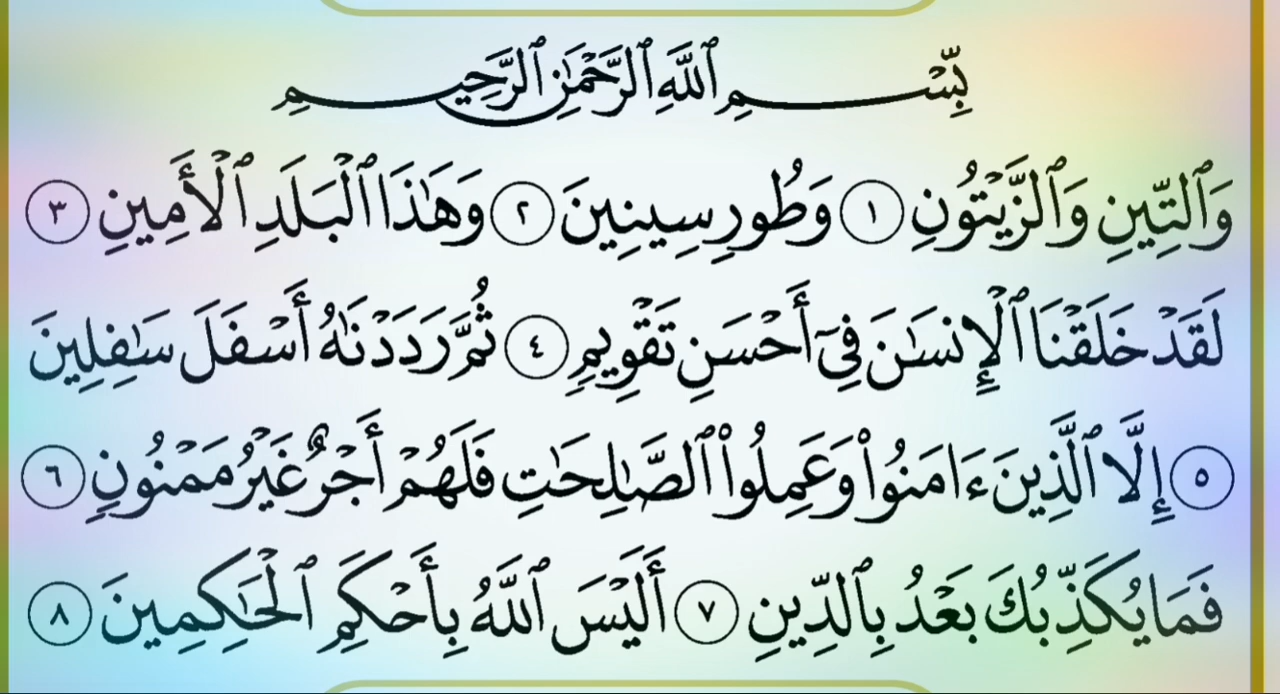 بِّسْمِ ٱللَّهِ ٱلرَّحْمَٰنِ ٱلرَّحِيمِ
وَٱلتِّينِ وَٱلزَّيْتُونِ ١ وَطُورِ سِينِينَ ٢ وَهَٰذَا ٱلْبَلَدِ ٱلْأَمِينِ ٣
لَقَدْ خَلَقْنَا ٱلْإِنسَٰنَ فِىٓ أَحْسَنِ تَقْوِيمٍ ٤ ثُمَّ رَدَدْنَٰهُ أَسْفَلَ سَٰفِلِينَ
٥ إِلَّا ٱلَّذِينَ ءَامَنُوا۟ وَعَمِلُوا۟ ٱلصَّٰلِحَٰتِ فَلَهُمْ أَجْرٌ غَيْرُ مَمْنُونٍ ٦
فَمَا يُكَذِّبُكَ بَعْدُ بِٱلدِّينِ ٧ أَلَيْسَ ٱللَّهُ بِأَحْكَمِ ٱلْحَٰكِمِينَ ٨